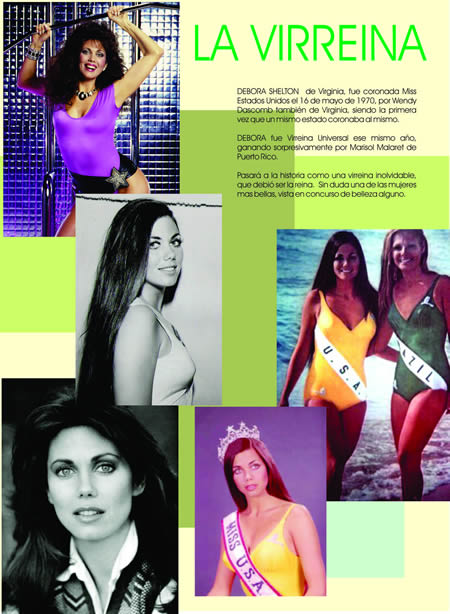 LA VIRREINA
DEBORA SHELTON de Virginia, fue coronada Miss
Estados Unidos el 16 de mayo de 1970, por Wendy
Dascomb también de Virginia, siendo la primera
vez que un mismo estado coronaba al mismo.
DEBORA fue Virreina Universal ese mismo año,
ganando sorpresivamente por Marisol Malaret de
Puerto Rico.
Pasará a la historia como una virreina inolvidable,
que debió ser la reina. Sin duda una de las mujeres
mas bellas, vista en concurso de belleza alguno.
U.S.A.
AZIL
MISS U.S.A.